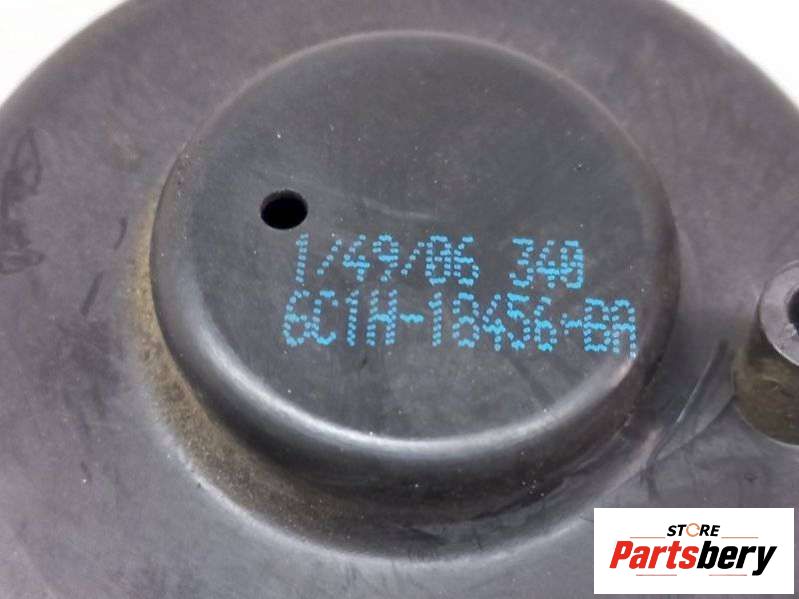 1/49/06 340
6C1H-18456-BA
STORE
Partsbery